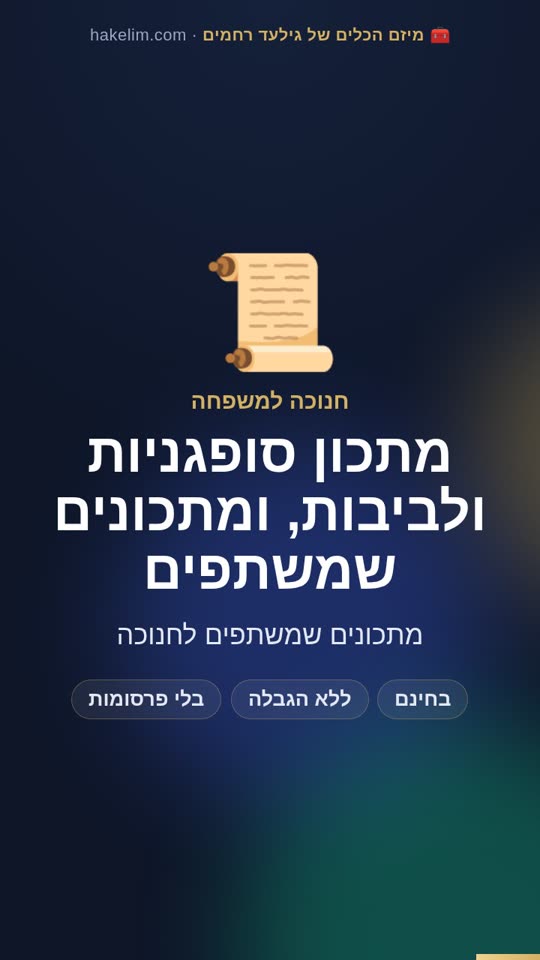 🧰 מיזם הכלים של גילעד רחמים · hakelim.com
חנוכה למשפחה
מתכון סופגניות
ולביבות, ומתכונים
שמשתפים
מתכונים שמשתפים לחנוכה
בחינם
ללא הגבלה
בלי פרסומות